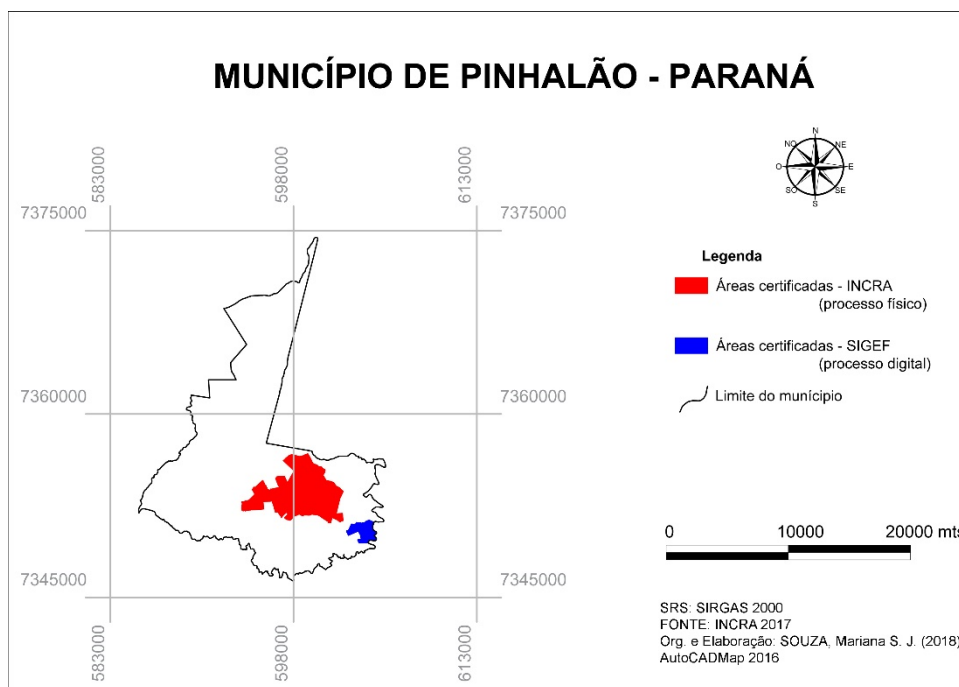 MUNICÍPIO DE PINHALÃO - PARANÁ
N
NO
NE
O
E
SO
SE
S
583000
598000
613000
7375000
7375000
Legenda
Áreas certificadas - INCRA
(processo físico)
Áreas certificadas - SIGEF
(processo digital)
Limite do munícipio
7360000
7360000
0
10000
20000 mts
7345000
7345000
583000
598000
613000
SRS: SIRGAS 2000
FONTE: INCRA 2017
Org. e Elaboração: SOUZA, Mariana S. J. (2018)
AutoCADMap 2016